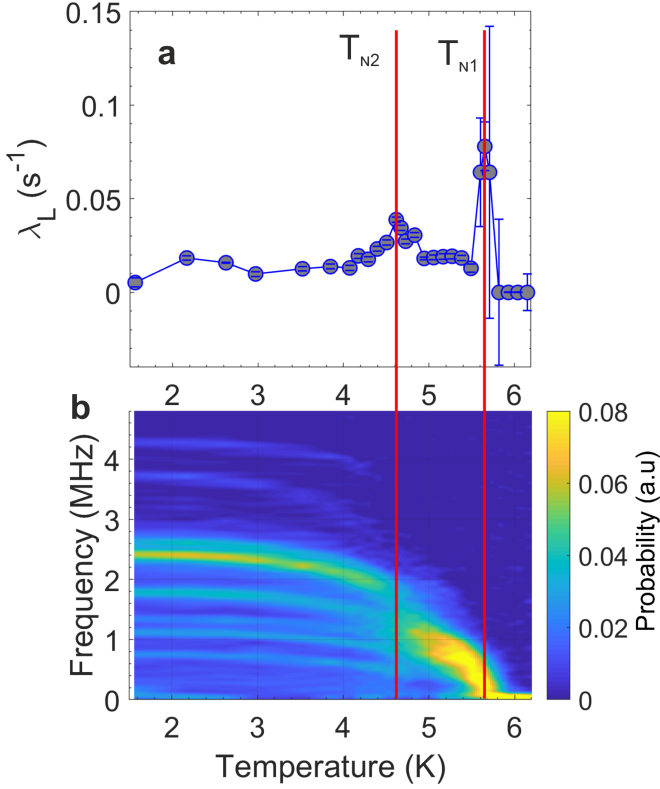 0.15
a
T_N2
T_N1
0.1
0.05
0
λ_L (s^-1)
2 3 4 5 6
b
4
3
2
1
0
Frequency (MHz)
2 3 4 5 6
Temperature (K)
0.08
0.06
0.04
0.02
0
Probability (a.u)